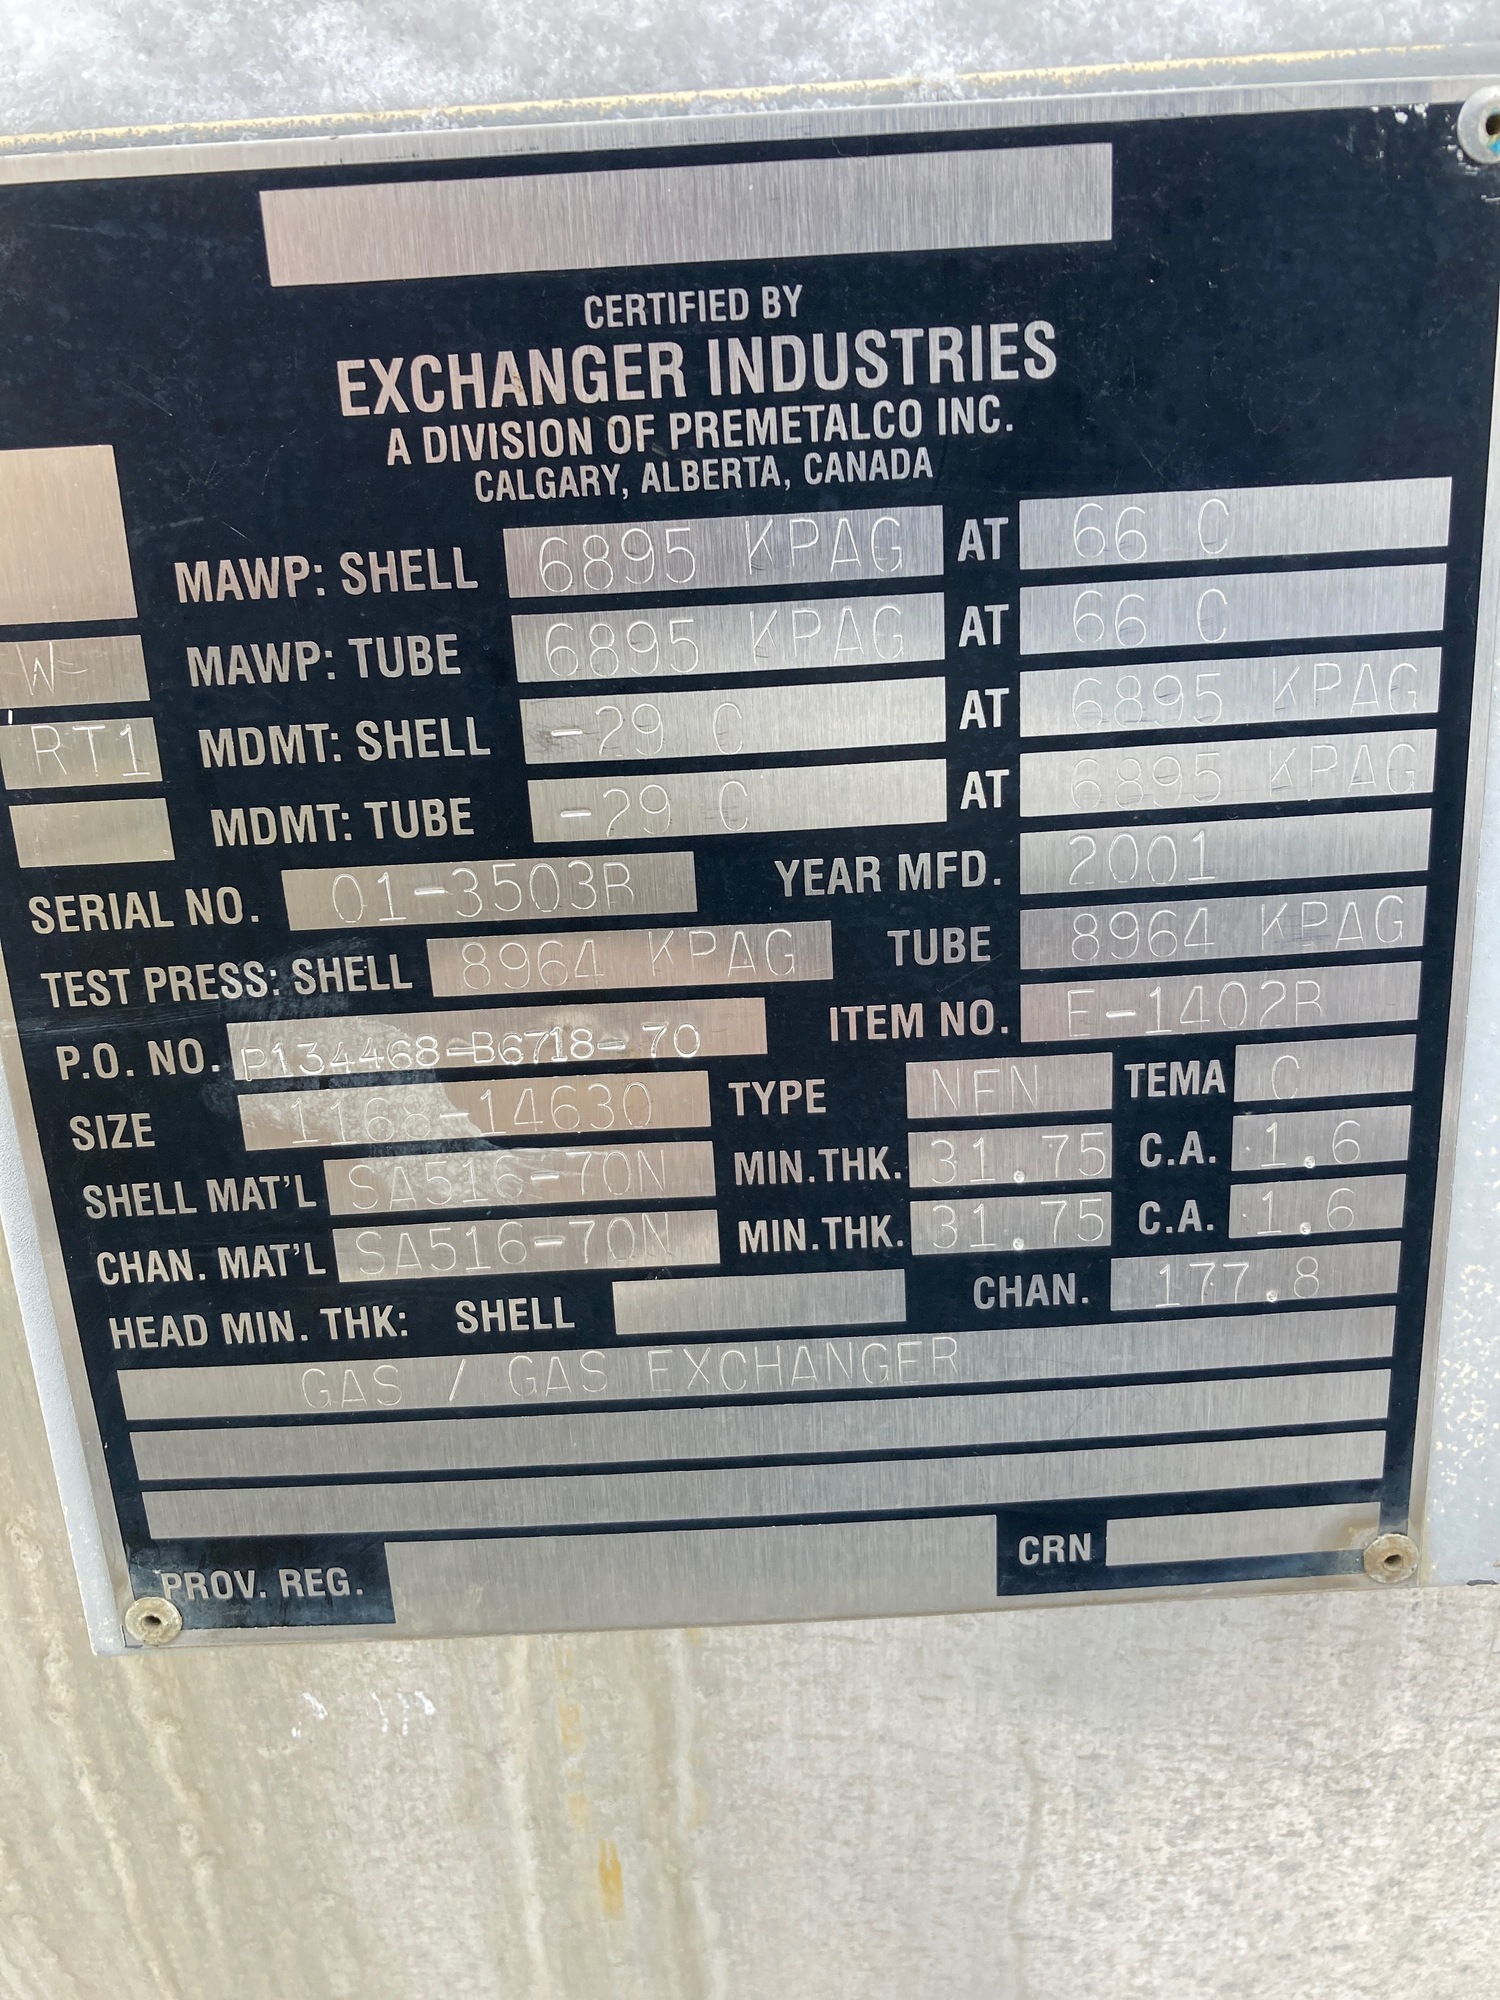 CERTIFIED BY
EXCHANGER INDUSTRIES
A DIVISION OF PREMETALCO INC.
CALGARY, ALBERTA, CANADA
MAWP: SHELL 6895 KPAG AT 66 C
W MAWP: TUBE 6895 KPAG AT 66 C
RT1 MDMT: SHELL -29 C AT 6895 KPAG
MDMT: TUBE -29 C AT 6895 KPAG
SERIAL NO. 01-3503B YEAR MFD. 2001
TEST PRESS: SHELL 8964 KPAG TUBE 8964 KPAG
P.O. NO. P134468-B6718-70 ITEM NO. E-1402B
SIZE 1168-14630 TYPE NEN TEMA C
SHELL MAT'L SA516-70N MIN.THK. 31.75 C.A. 1.6
CHAN. MAT'L SA516-70N MIN.THK. 31.75 C.A. 1.6
HEAD MIN. THK: SHELL CHAN. 177.8
GAS / GAS EXCHANGER
PROV. REG. CRN